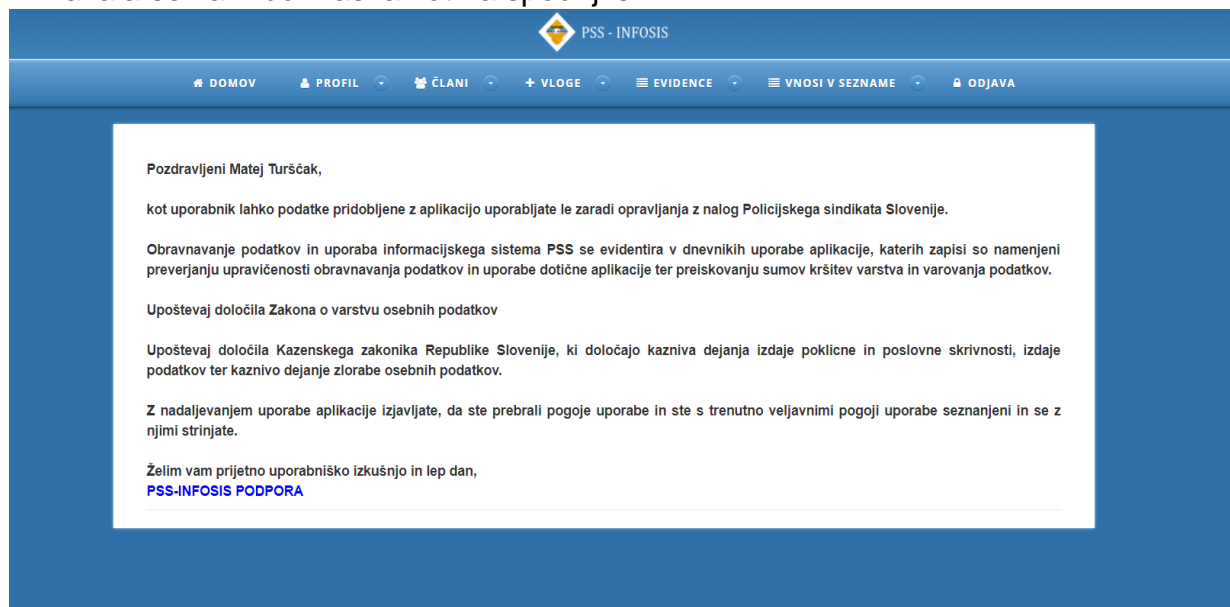 PSS - INFOSIS
DOMOV PROFIL ČLANI VLOGE EVIDENCE VNOSI V SEZNAME ODJAVA
Pozdravljeni Matej Turščak,
kot uporabnik lahko podatke pridobljene z aplikacijo uporabljate le zaradi opravljanja z nalog Policijskega sindikata Slovenije.
Obravnavanje podatkov in uporaba informacijskega sistema PSS se evidentira v dnevnikih uporabe aplikacije, katerih zapisi so namenjeni
preverjanju upravičenosti obravnavanja podatkov in uporabe dotične aplikacije ter preiskovanju sumov kršitev varstva in varovanja podatkov.
Upoštevaj določila Zakona o varstvu osebnih podatkov
Upoštevaj določila Kazenskega zakonika Republike Slovenije, ki določajo kazniva dejanja izdaje poklicne in poslovne skrivnosti, izdaje
podatkov ter kaznivo dejanje zlorabe osebnih podatkov.
Z nadaljevanjem uporabe aplikacije izjavljate, da ste prebrali pogoje uporabe in ste s trenutno veljavnimi pogoji uporabe seznanjeni in se z
njimi strinjate.
Želim vam prijetno uporabniško izkušnjo in lep dan,
PSS-INFOSIS PODPORA